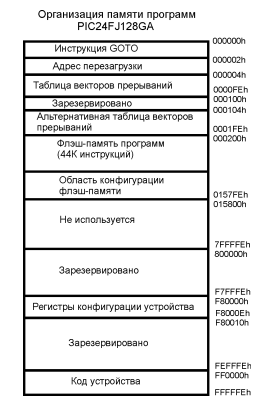 Организация памяти программ
PIC24FJ128GA
000000h
Инструкция GOTO
000002h
Адрес перезагрузки
000004h
Таблица векторов прерываний
0000FEh
000100h
Зарезервировано
000104h
Альтернативная таблица векторов
прерываний
0001FEh
000200h
Флэш-память программ
(44К инструкций)
Область конфигурации
флэш-памяти
0157FEh
015800h
Не используется
7FFFFEh
800000h
Зарезервировано
F7FFFEh
F80000h
Регистры конфигурации устройства
F8000Eh
F80010h
Зарезервировано
FEFFFEh
FF0000h
Код устройства
FFFFFEh